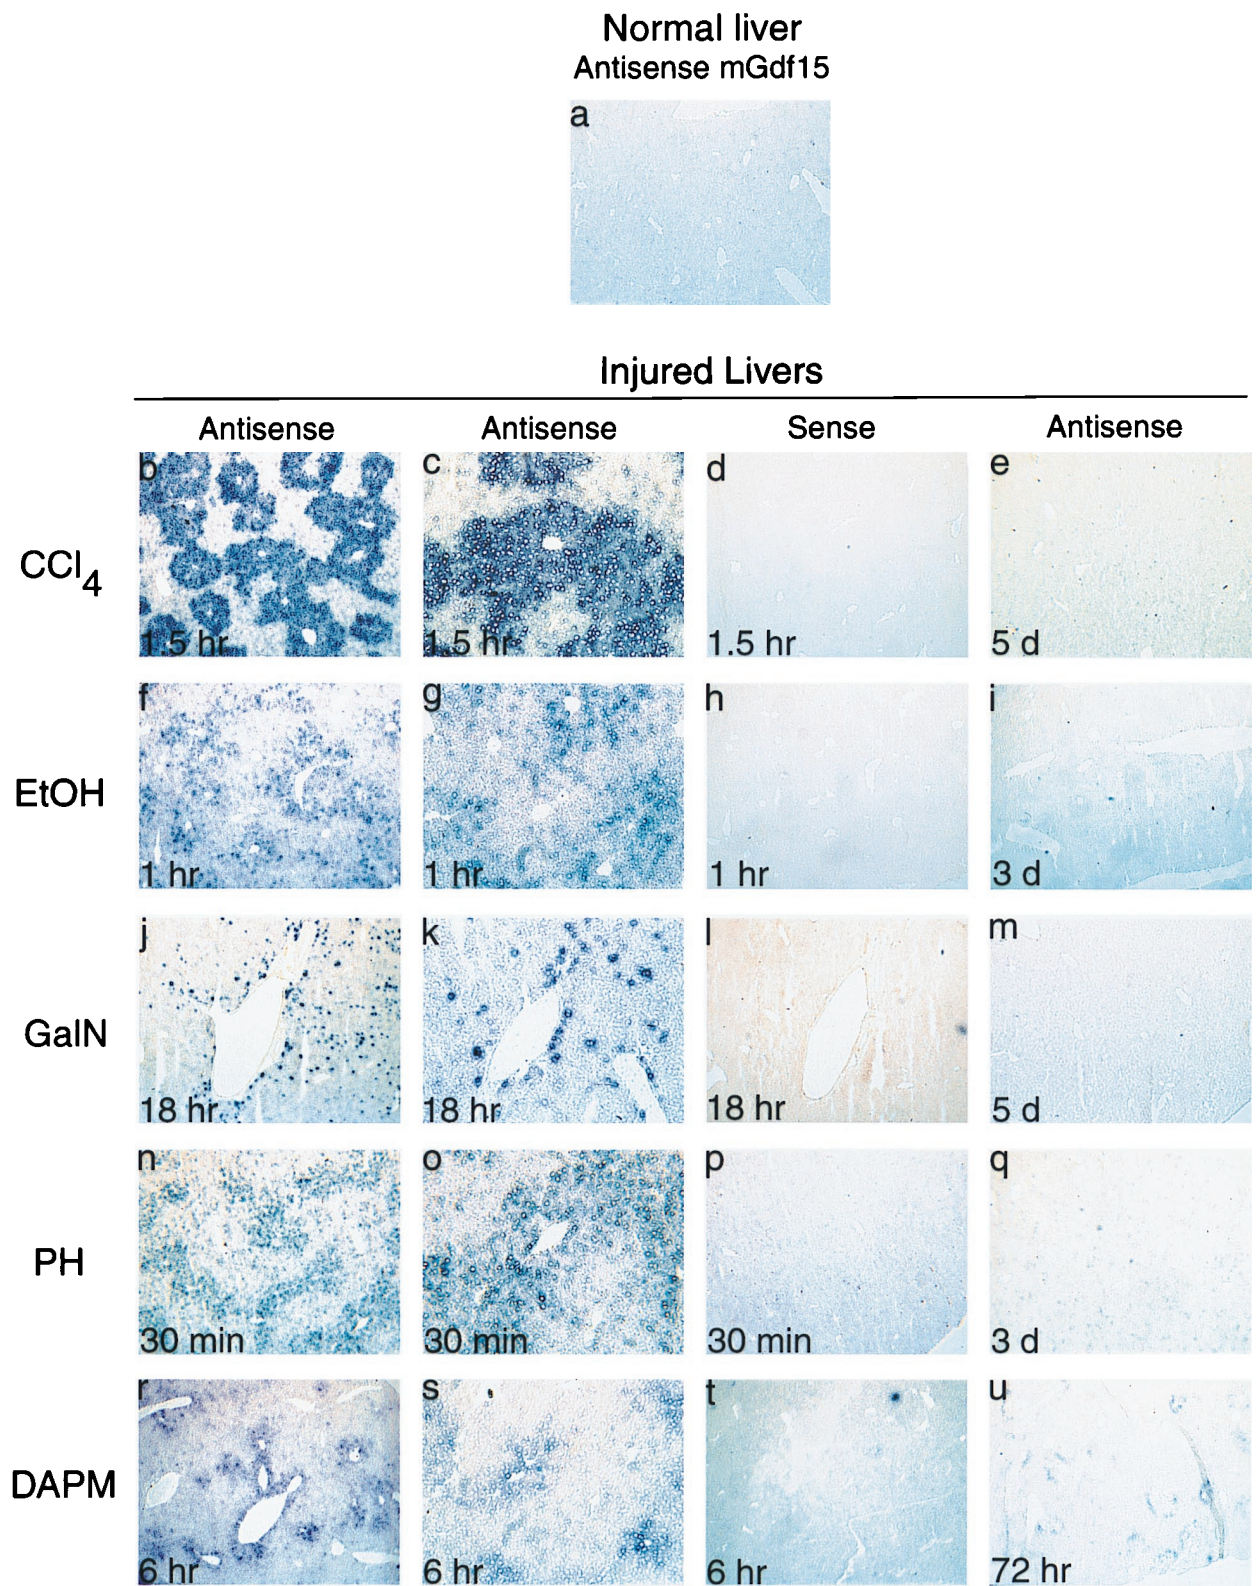 Normal liver
Antisense mGdf15
a
Injured Livers
Antisense Antisense Sense Antisense
b c d e
CCl4
1.5 hr 1.5 hr 1.5 hr 5 d
f g h i
EtOH
1 hr 1 hr 1 hr 3 d
j k l m
GalN
18 hr 18 hr 18 hr 5 d
n o p q
PH
30 min 30 min 30 min 3 d
r s t u
DAPM
6 hr 6 hr 6 hr 72 hr